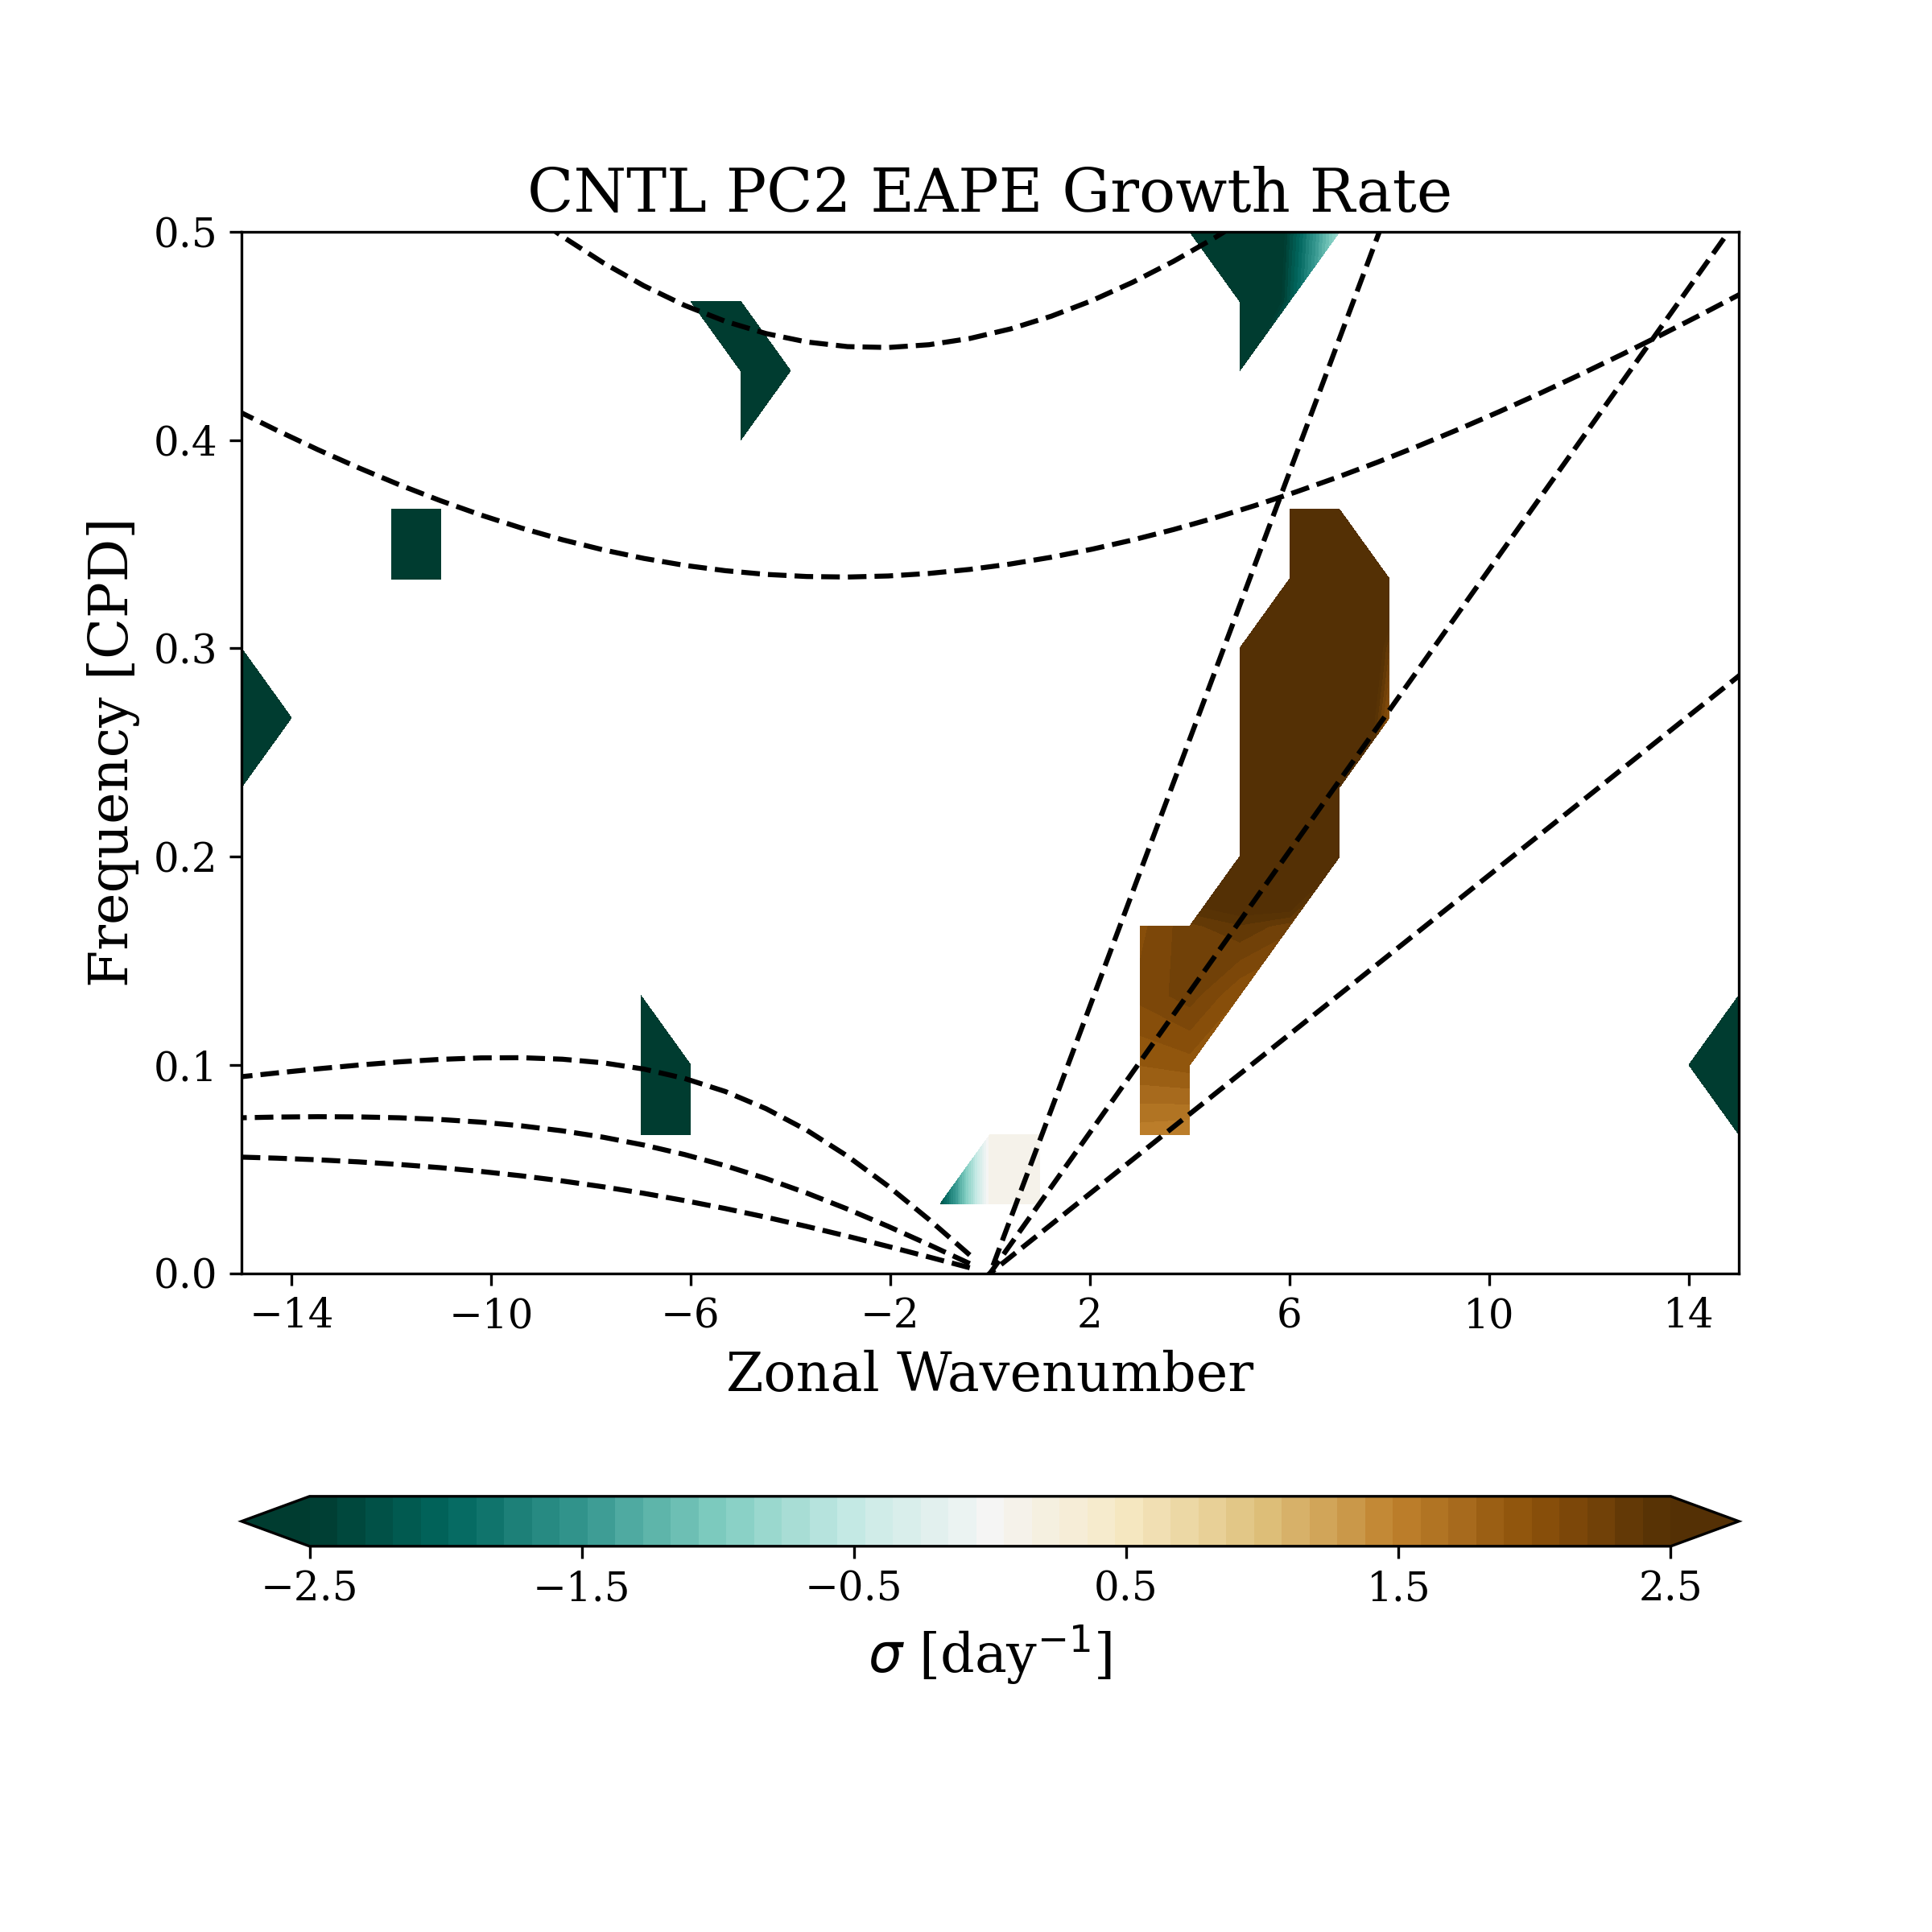 CNTL PC2 EAPE Growth Rate
0.5
0.4
0.3
0.2
0.1
0.0
Frequency [CPD]
−14 −10 −6 −2 2 6 10 14
Zonal Wavenumber
−2.5 −1.5 −0.5 0.5 1.5 2.5
σ [day⁻¹]